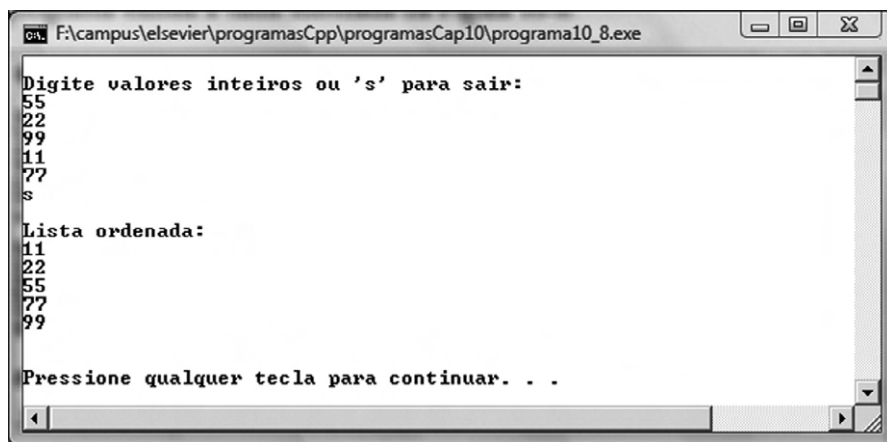 F:\campus\elsevier\programasCpp\programasCap10\programa10_8.exe
Digite valores inteiros ou 's' para sair:
55
22
99
11
77
s
Lista ordenada:
11
22
55
77
99
Pressione qualquer tecla para continuar. . .